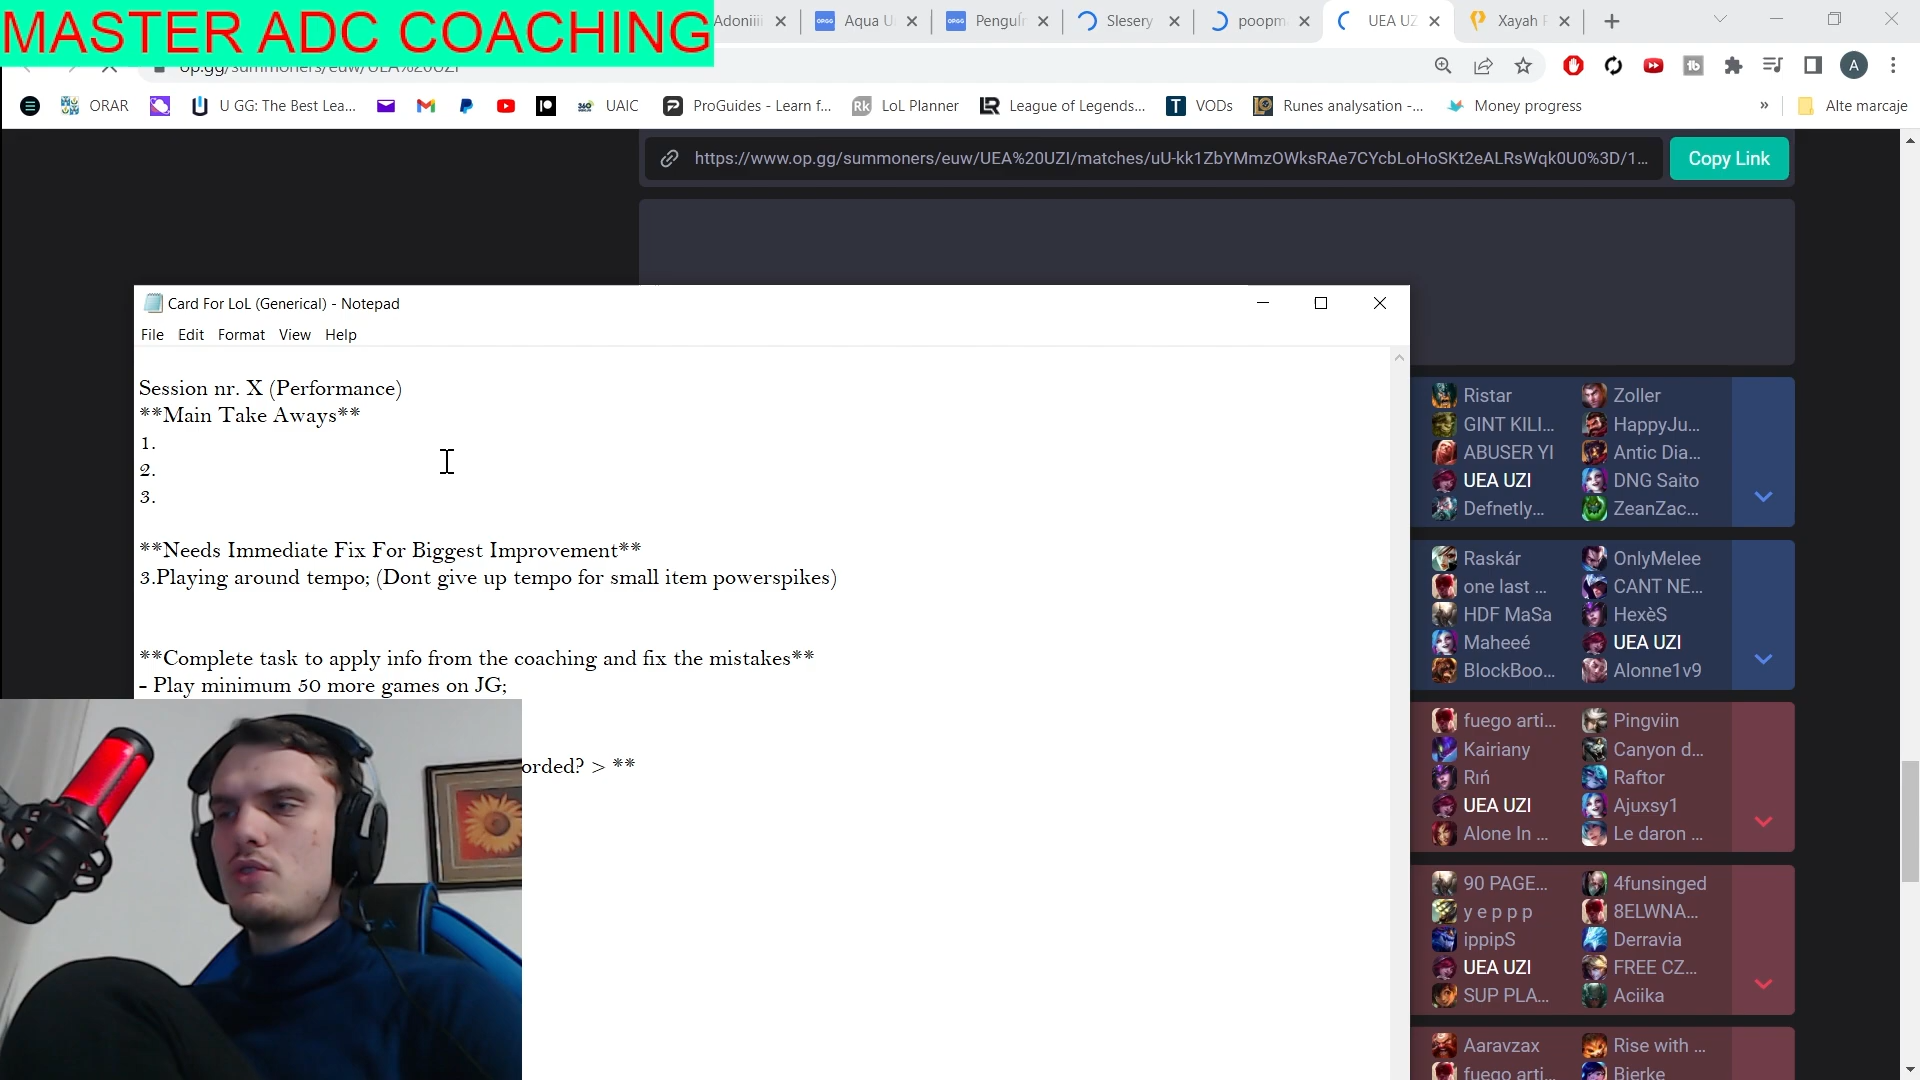 MASTER ADC COACHING
Adoniiii
Aqua U
Penguin
Slesery
poopm
UEA UZ
Xayah
op.gg/summoners/euw/UEA%20UZI
A
ORAR
U GG: The Best Lea...
UAIC
ProGuides - Learn f...
LoL Planner
League of Legends...
VODs
Runes analysation -...
Money progress
»
Alte marcaje
https://www.op.gg/summoners/euw/UEA%20UZI/matches/uU-kk1ZbYMmzOWksRAe7CYcbLoHoSKt2eALRsWqk0U0%3D/1...
Copy Link
Card For LoL (Generical) - Notepad
File Edit Format View Help
Session nr. X (Performance)
**Main Take Aways**
1.
2.
3.
**Needs Immediate Fix For Biggest Improvement**
3.Playing around tempo; (Dont give up tempo for small item powerspikes)
**Complete task to apply info from the coaching and fix the mistakes**
- Play minimum 50 more games on JG;
orded? > **
Ristar Zoller
GINT KILI... HappyJu...
ABUSER YI Antic Dia...
UEA UZI DNG Saito
Defnetly... ZeanZac...
Raskár OnlyMelee
one last ... CANT NE...
HDF MaSa HexèS
Maheeé UEA UZI
BlockBoo... Alonne1v9
fuego arti... Pingviin
Kairiany Canyon d...
Rıń Raftor
UEA UZI Ajuxsy1
Alone In ... Le daron ...
90 PAGE... 4funsinged
y e p p p 8ELWNA...
ippipS Derravia
UEA UZI FREE CZ...
SUP PLA... Aciika
Aaravzax Rise with ...
fuego arti... Bierke